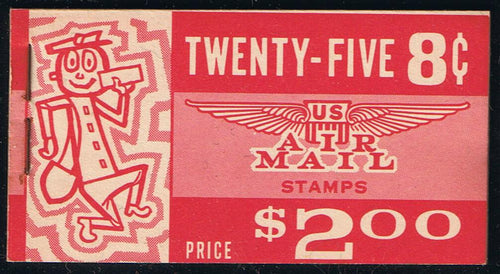 TWENTY-FIVE 8¢
US
AIR
MAIL
STAMPS
PRICE $2.00